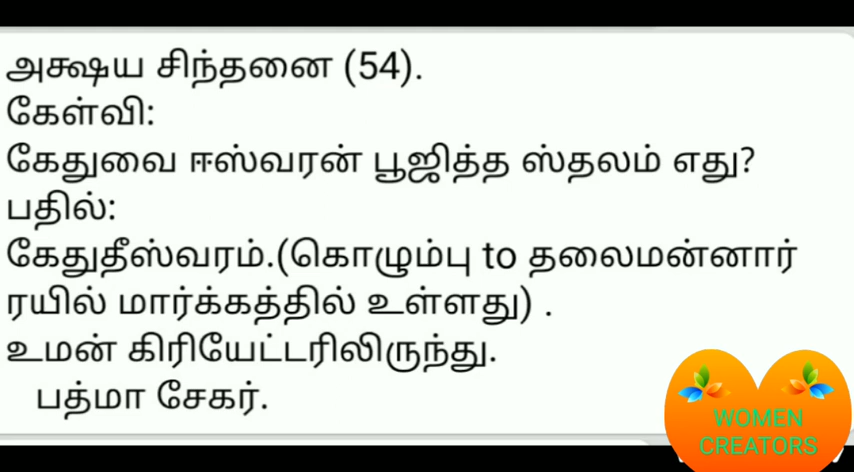 அக்ஷய சிந்தனை (54).
கேள்வி:
கேதுவை ஈஸ்வரன் பூஜித்த ஸ்தலம் எது?
பதில்:
கேதுதீஸ்வரம்.(கொழும்பு to தலைமன்னார்
ரயில் மார்க்கத்தில் உள்ளது) .
உமன் கிரியேட்டரிலிருந்து.
பத்மா சேகர்.
WOMEN
CREATORS